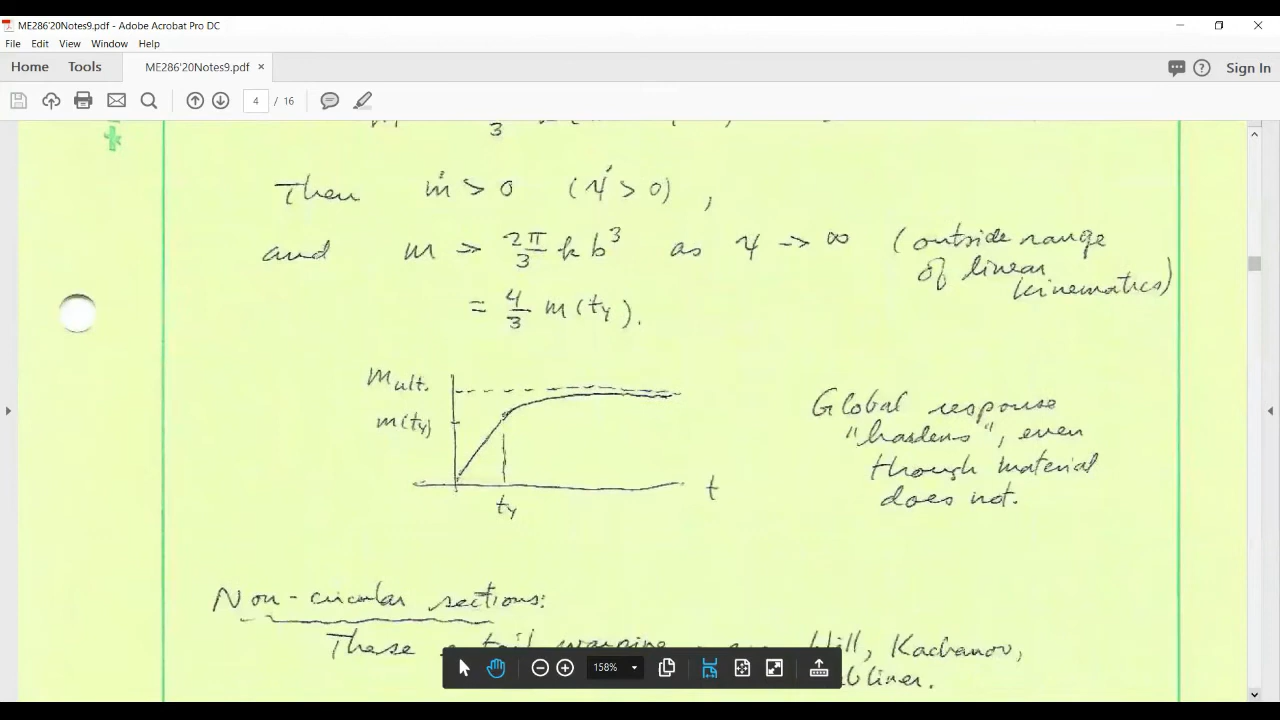 ME286'20Notes9.pdf - Adobe Acrobat Pro DC
File Edit View Window Help
Home Tools ME286'20Notes9.pdf × Sign In
4 / 16
3
Then ṁ > 0 (ψ̇ > 0) ,
and m → 2π/3 k b³ as ψ → ∞ (outside range
of linear
kinematics)
= 4/3 m(tY).
Mult.
m(tY)
Global response
"hardens", even
though material
does not.
t
tY
Non-circular sections:
These Hill, Kachanov,
158%